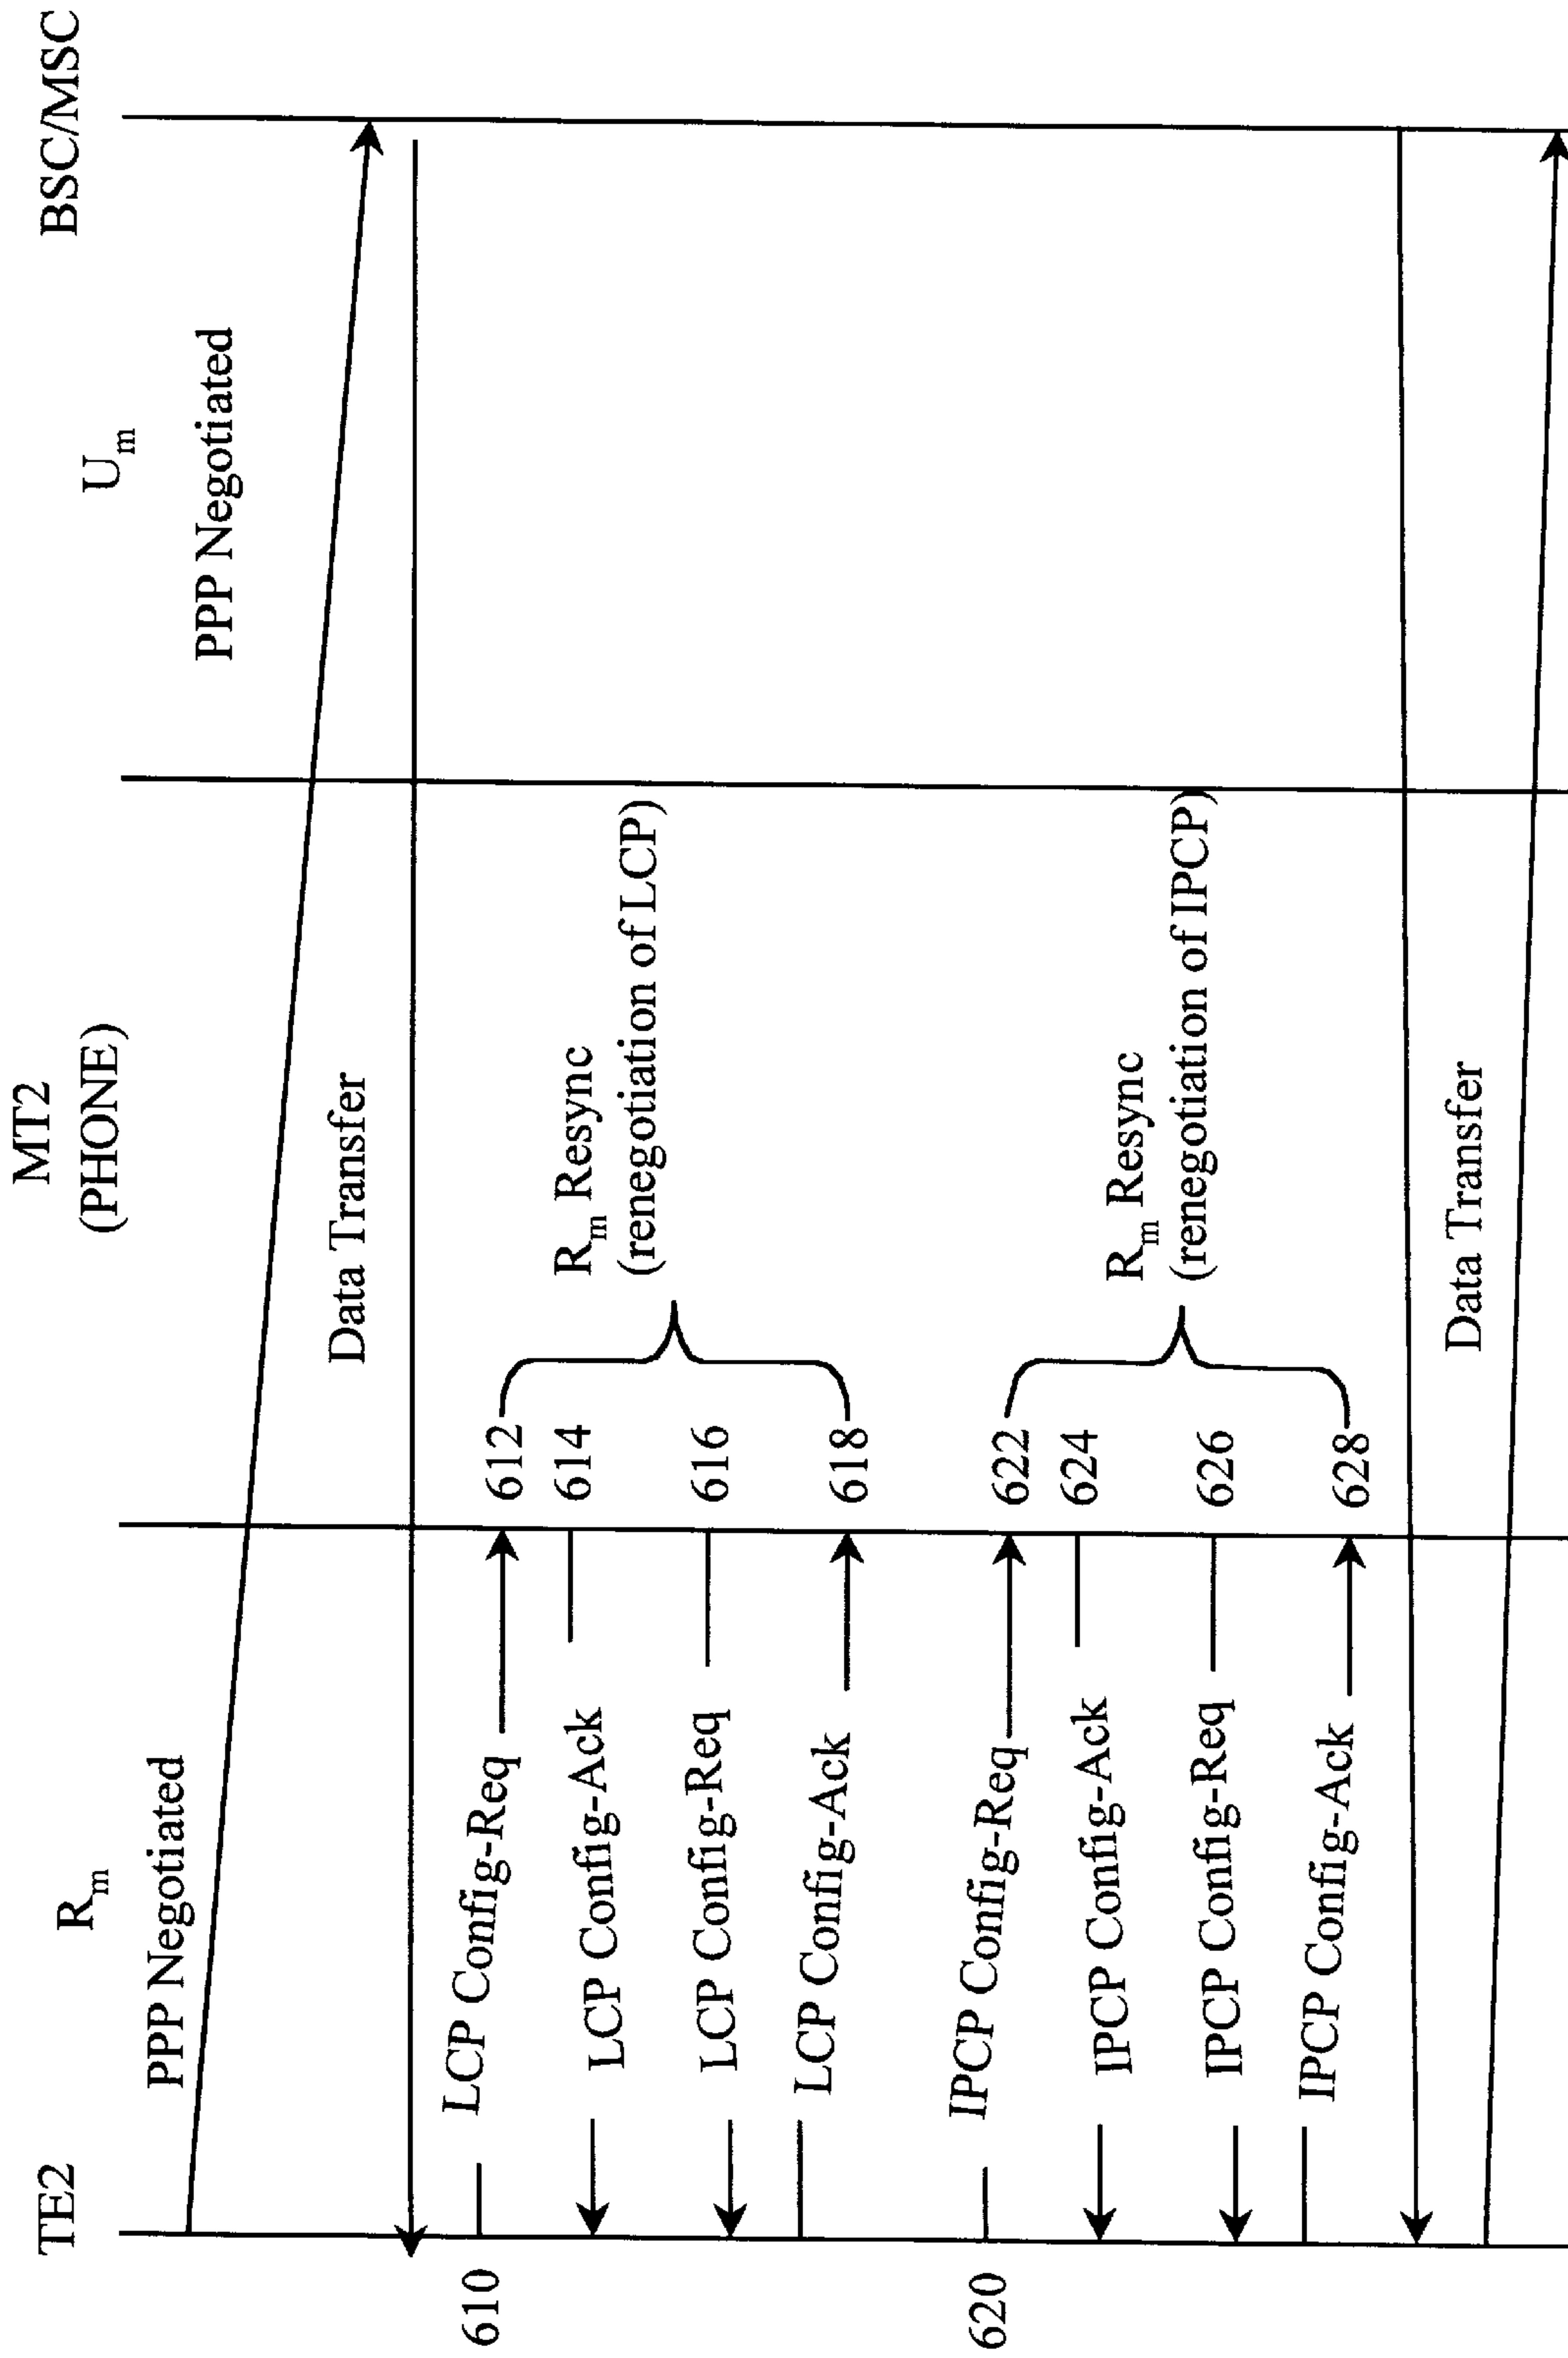 TE2
R_m
MT2
(PHONE)
U_m
BSC/MSC
PPP Negotiated
PPP Negotiated
Data Transfer
610
LCP Config-Req
612
LCP Config-Ack
614
R_m Resync
(renegotiation of LCP)
LCP Config-Req
616
LCP Config-Ack
618
620
IPCP Config-Req
622
IPCP Config-Ack
624
R_m Resync
(renegotiation of IPCP)
IPCP Config-Req
626
IPCP Config-Ack
628
Data Transfer